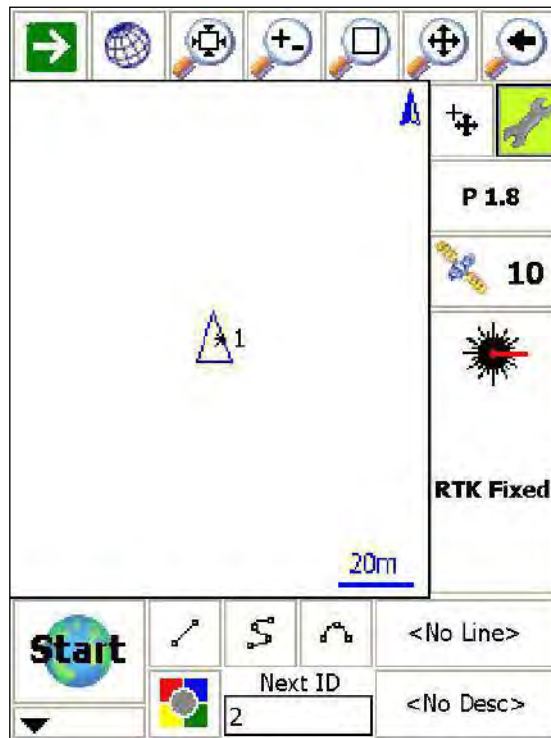 P 1.8
10
1
RTK Fixed
20m
Start
<No Line>
Next ID
2
<No Desc>